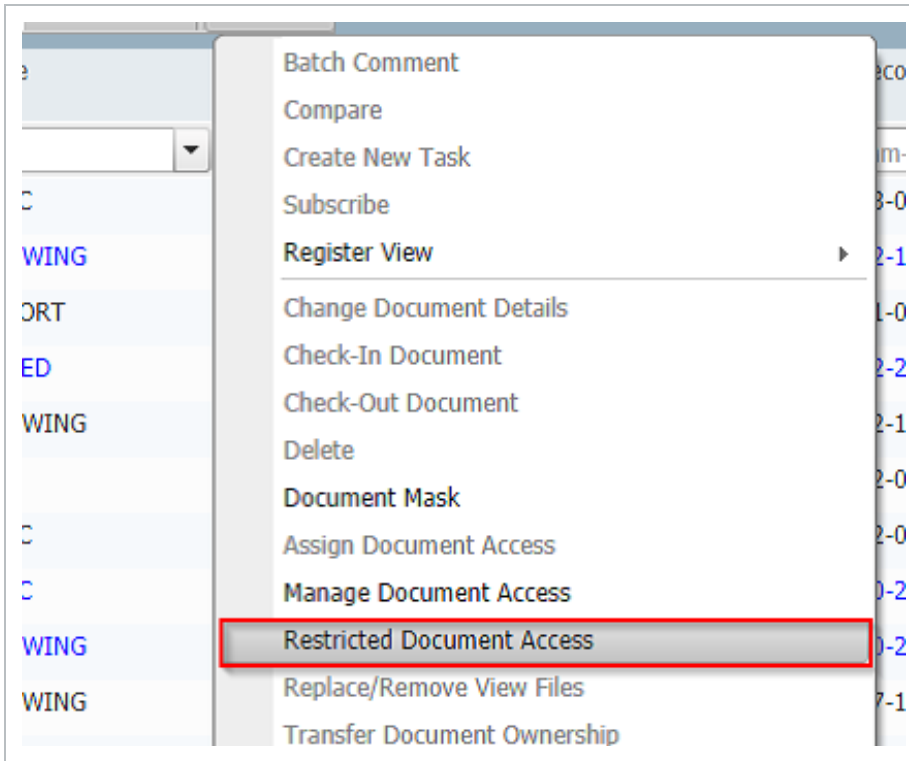 Batch Comment
Compare
Create New Task
Subscribe
Register View
Change Document Details
Check-In Document
Check-Out Document
Delete
Document Mask
Assign Document Access
Manage Document Access
Restricted Document Access
Replace/Remove View Files
Transfer Document Ownership